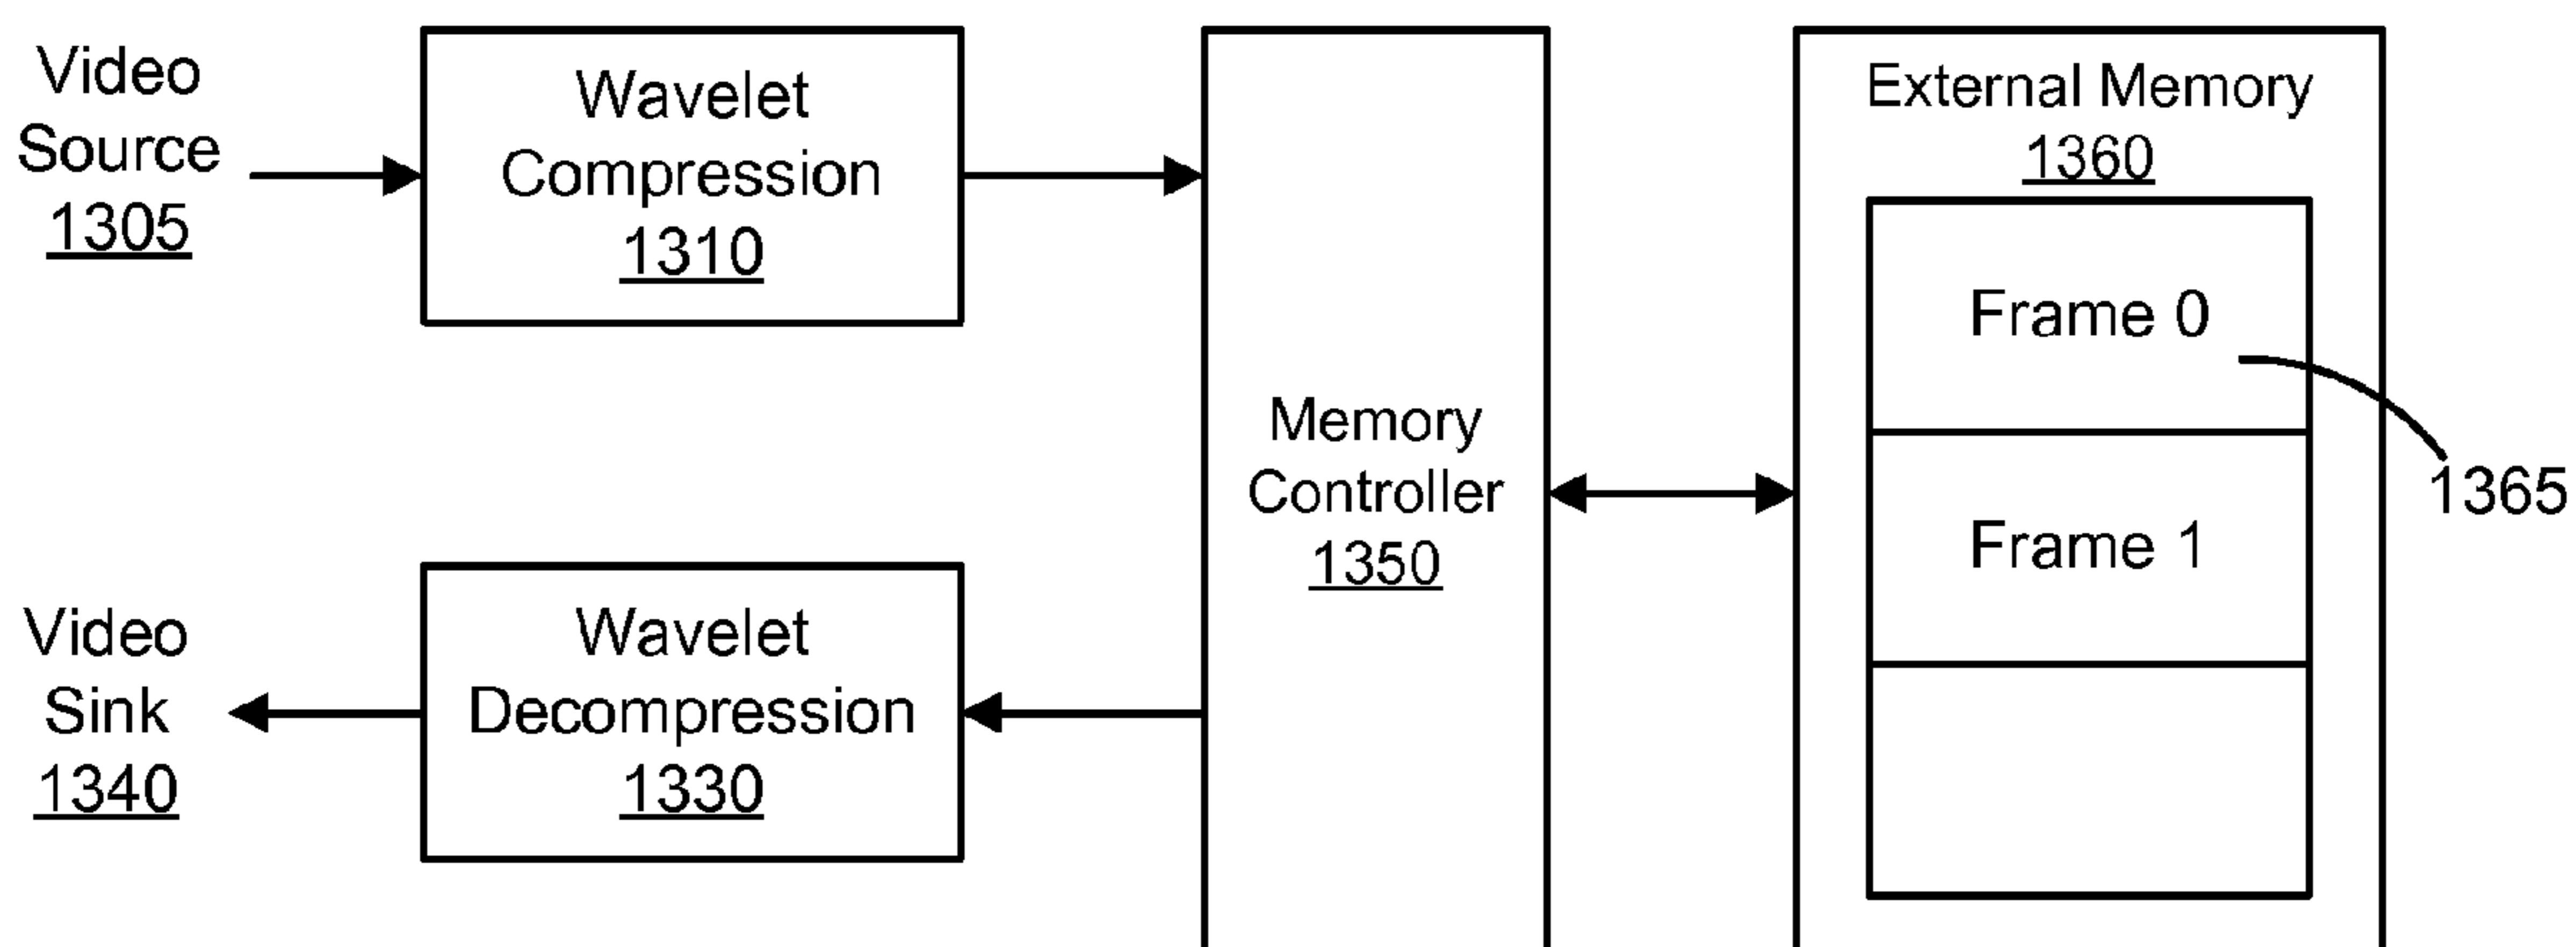 Video
Source
1305
Wavelet
Compression
1310
Video
Sink
1340
Wavelet
Decompression
1330
Memory
Controller
1350
External Memory
1360
Frame 0
Frame 1
1365